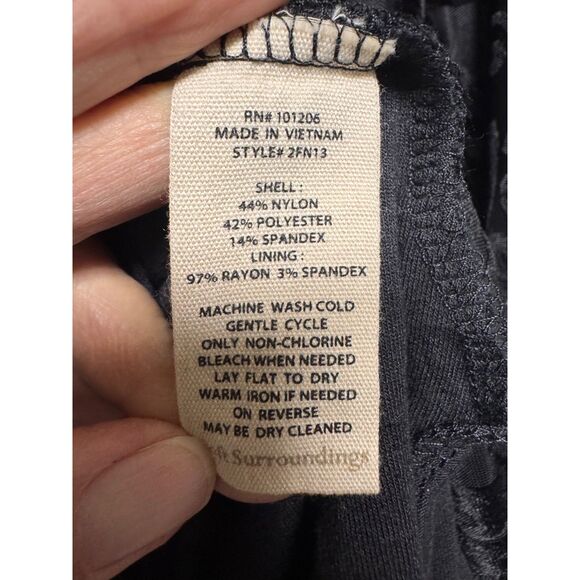 RN# 101206
MADE IN VIETNAM
STYLE# 2FN13
SHELL :
44% NYLON
42% POLYESTER
14% SPANDEX
LINING :
97% RAYON 3% SPANDEX
MACHINE WASH COLD
GENTLE CYCLE
ONLY NON-CHLORINE
BLEACH WHEN NEEDED
LAY FLAT TO DRY
WARM IRON IF NEEDED
ON REVERSE
MAY BE DRY CLEANED
Surroundings